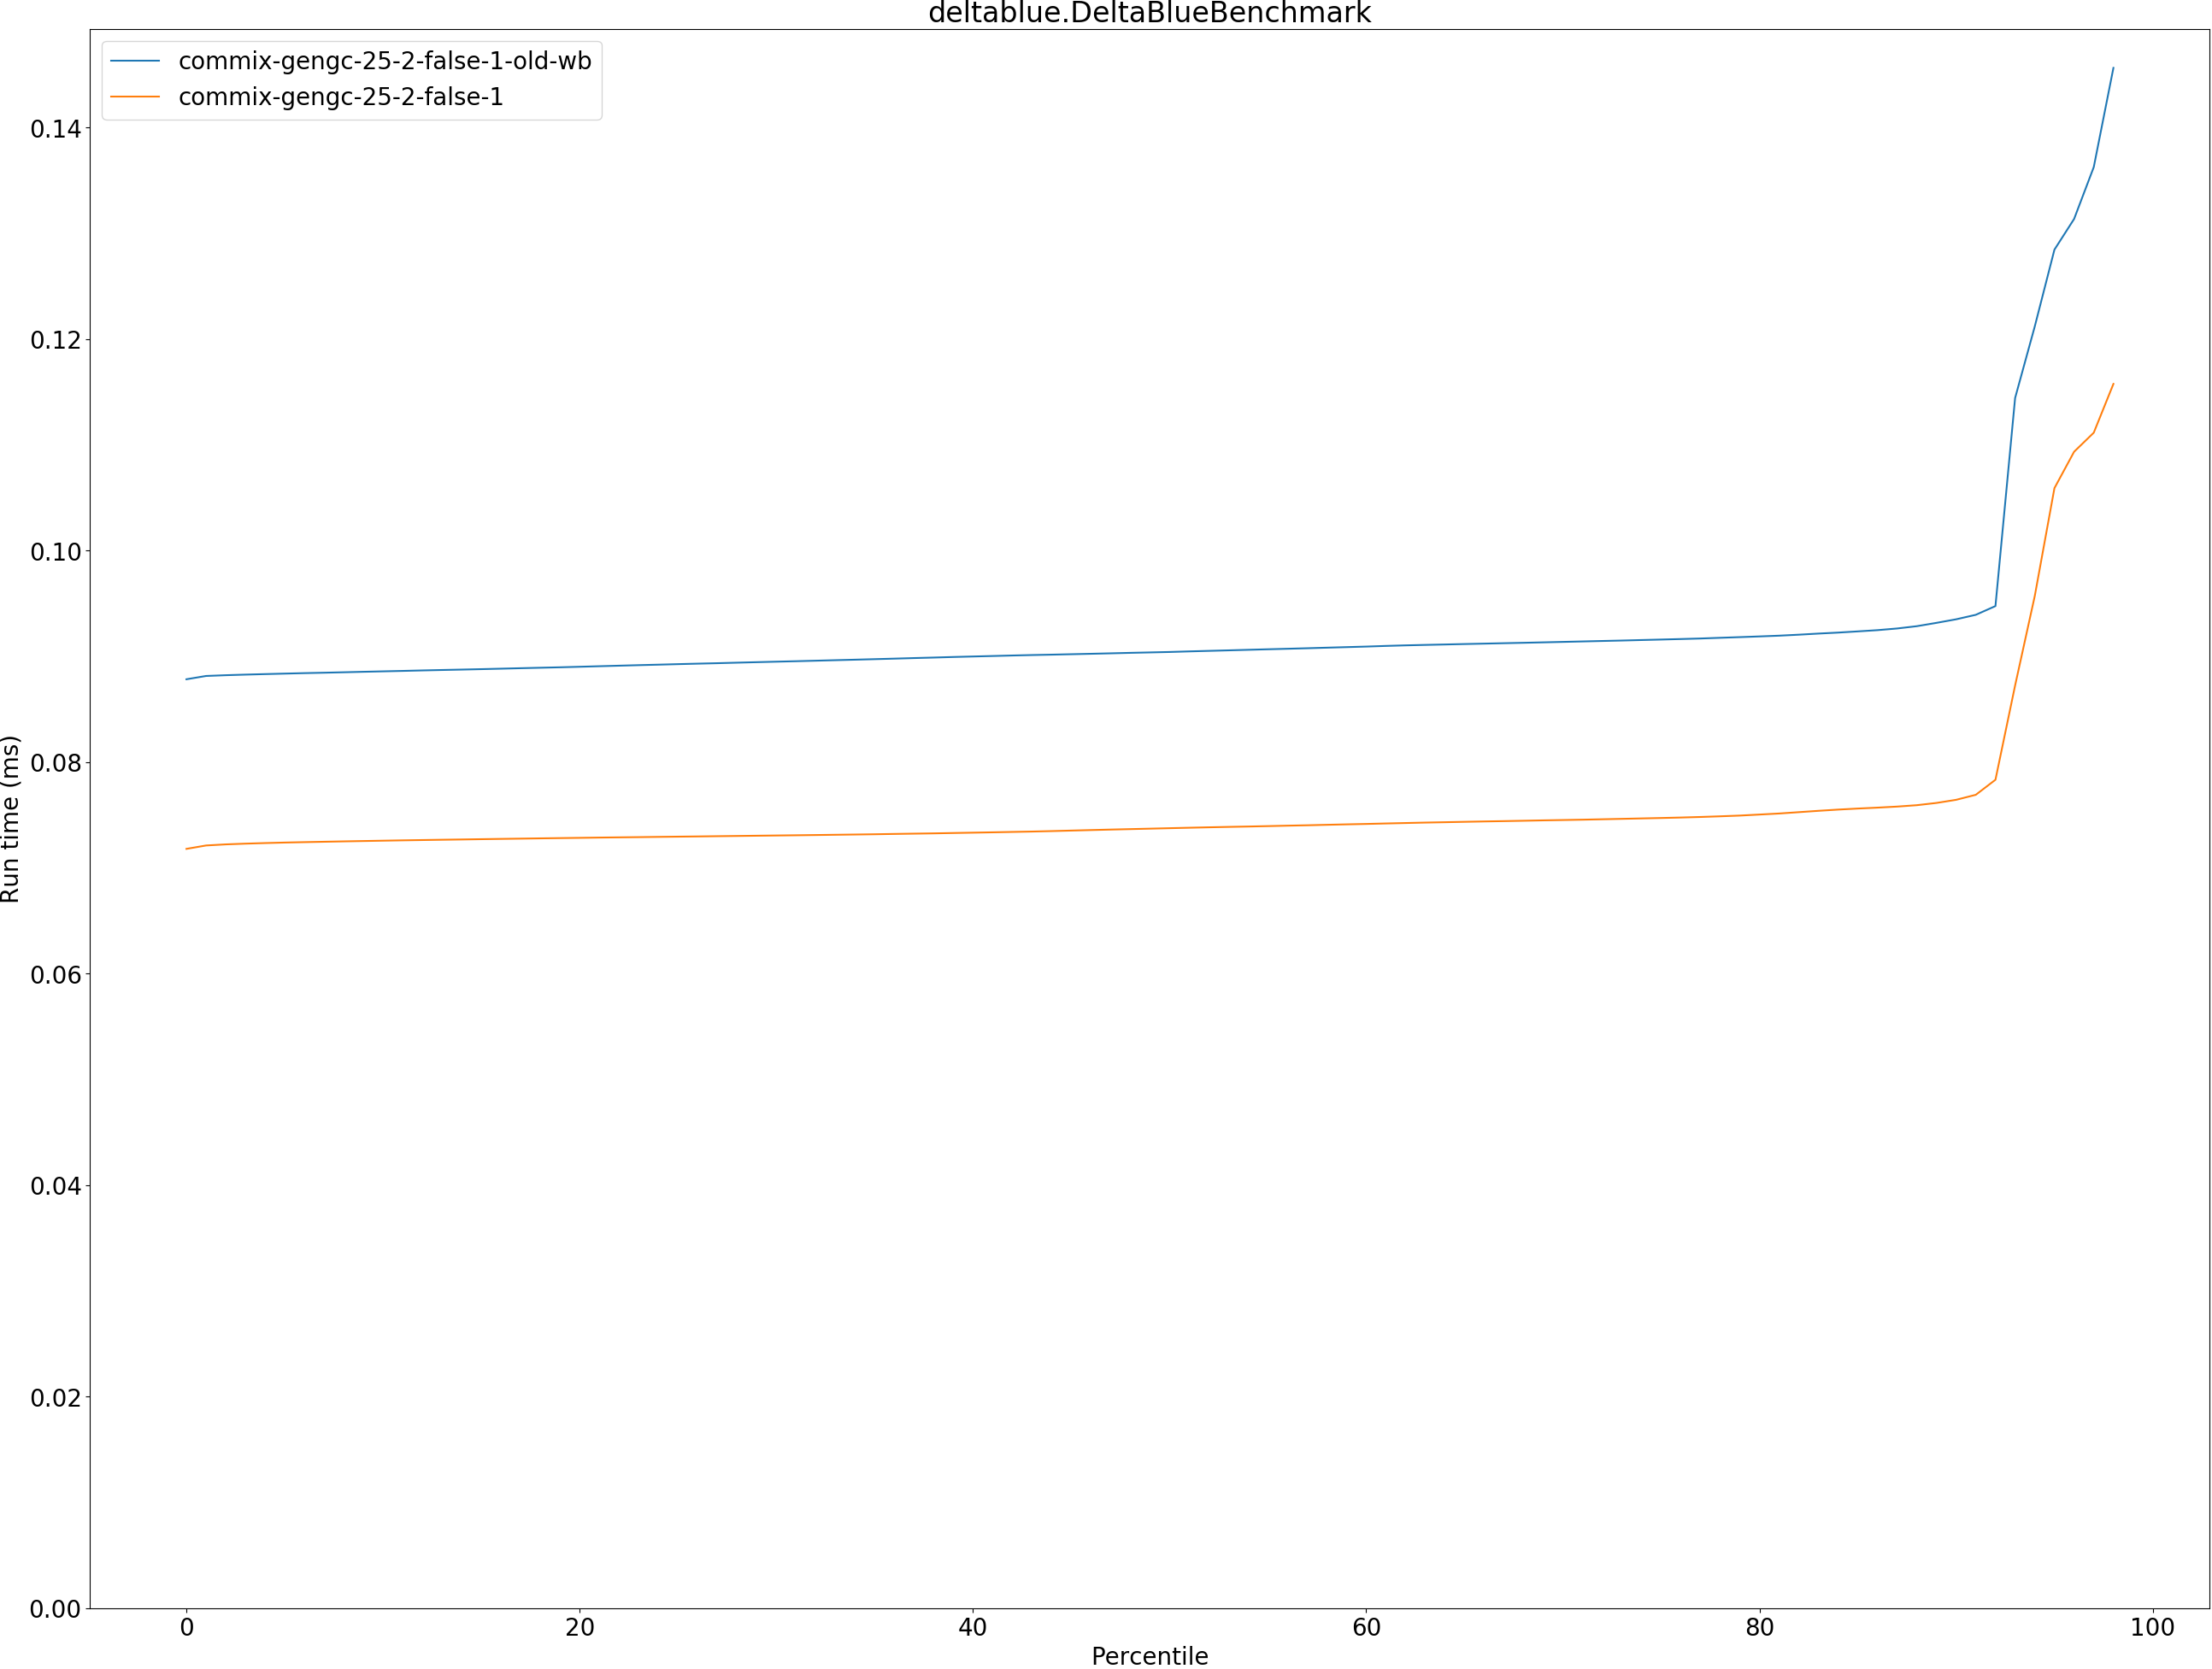 deltablue.DeltaBlueBenchmark
commix-gengc-25-2-false-1-old-wb
commix-gengc-25-2-false-1
Run time (ms)
0.14
0.12
0.10
0.08
0.06
0.04
0.02
0.00
0 20 40 60 80 100
Percentile